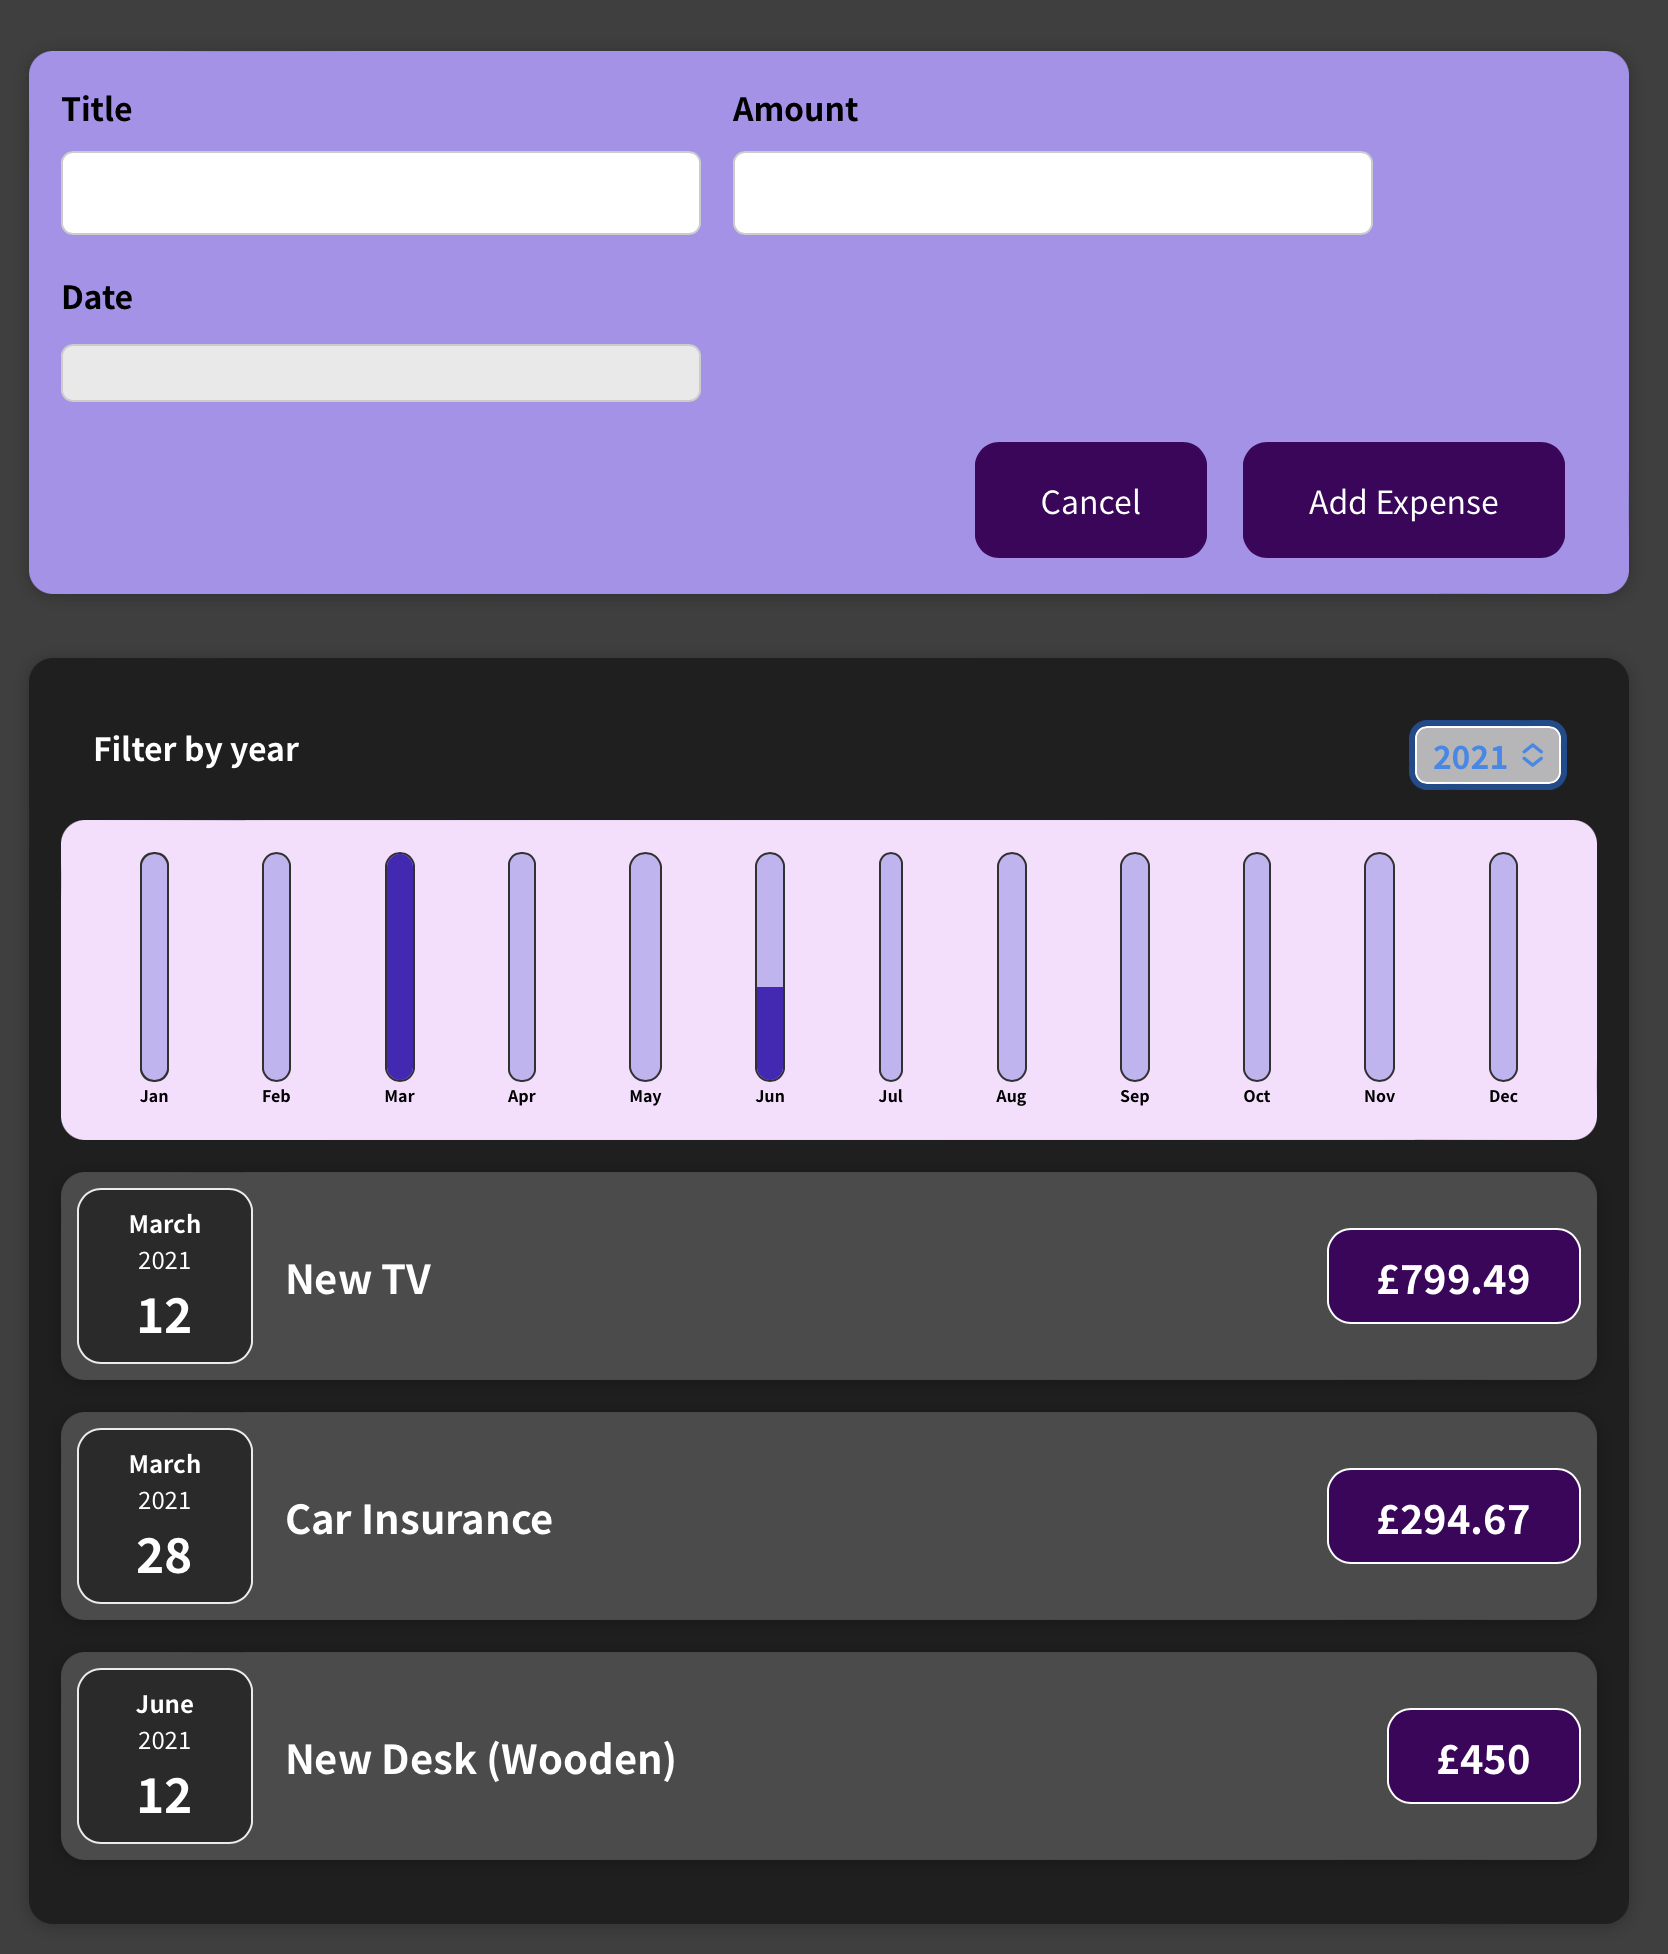 Title
Amount
Date
Cancel
Add Expense
Filter by year
2021
Jan
Feb
Mar
Apr
May
Jun
Jul
Aug
Sep
Oct
Nov
Dec
March
2021
12
New TV
£799.49
March
2021
28
Car Insurance
£294.67
June
2021
12
New Desk (Wooden)
£450